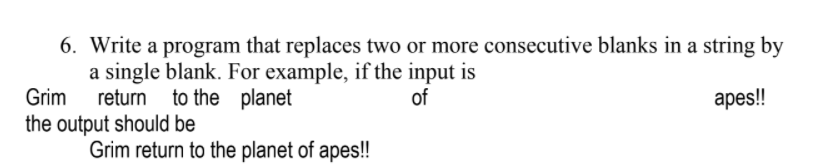 6. Write a program that replaces two or more consecutive blanks in a string by
a single blank. For example, if the input is
Grim     return    to the   planet                    of                                                apes!!
the output should be
Grim return to the planet of apes!!